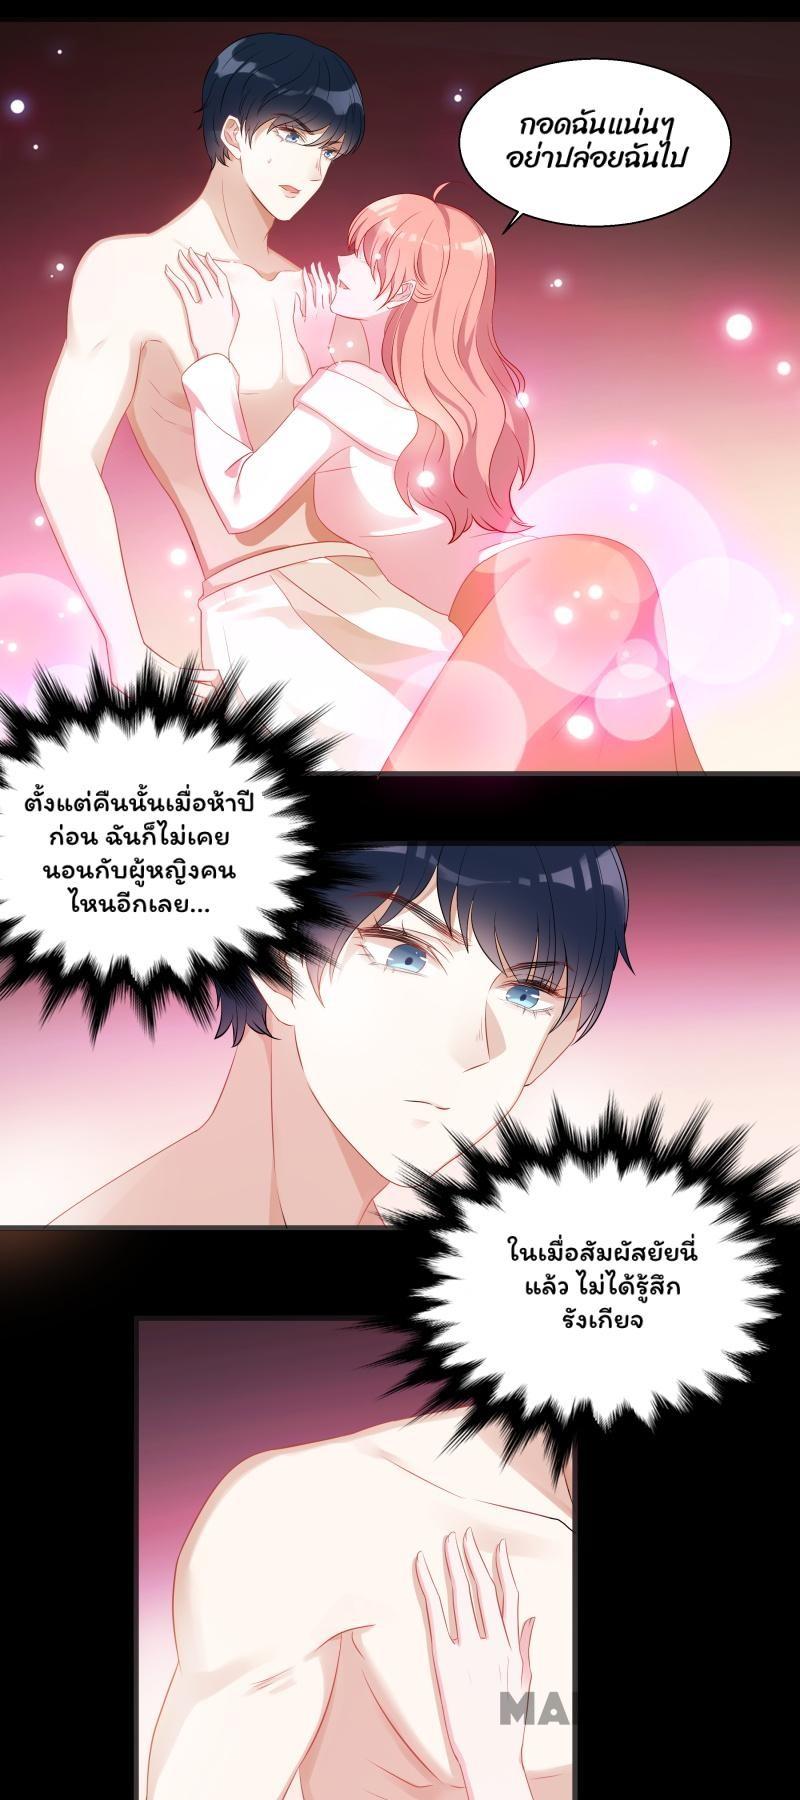 กอดฉันแน่นๆ
อย่าปล่อยฉันไป
ตั้งแต่คืนนั้นเมื่อห้าปี
ก่อน ฉันก็ไม่เคย
นอนกับผู้หญิงคน
ไหนอีกเลย...
ในเมื่อสัมผัสยัยนี่
แล้ว ไม่ได้รู้สึก
รังเกียจ